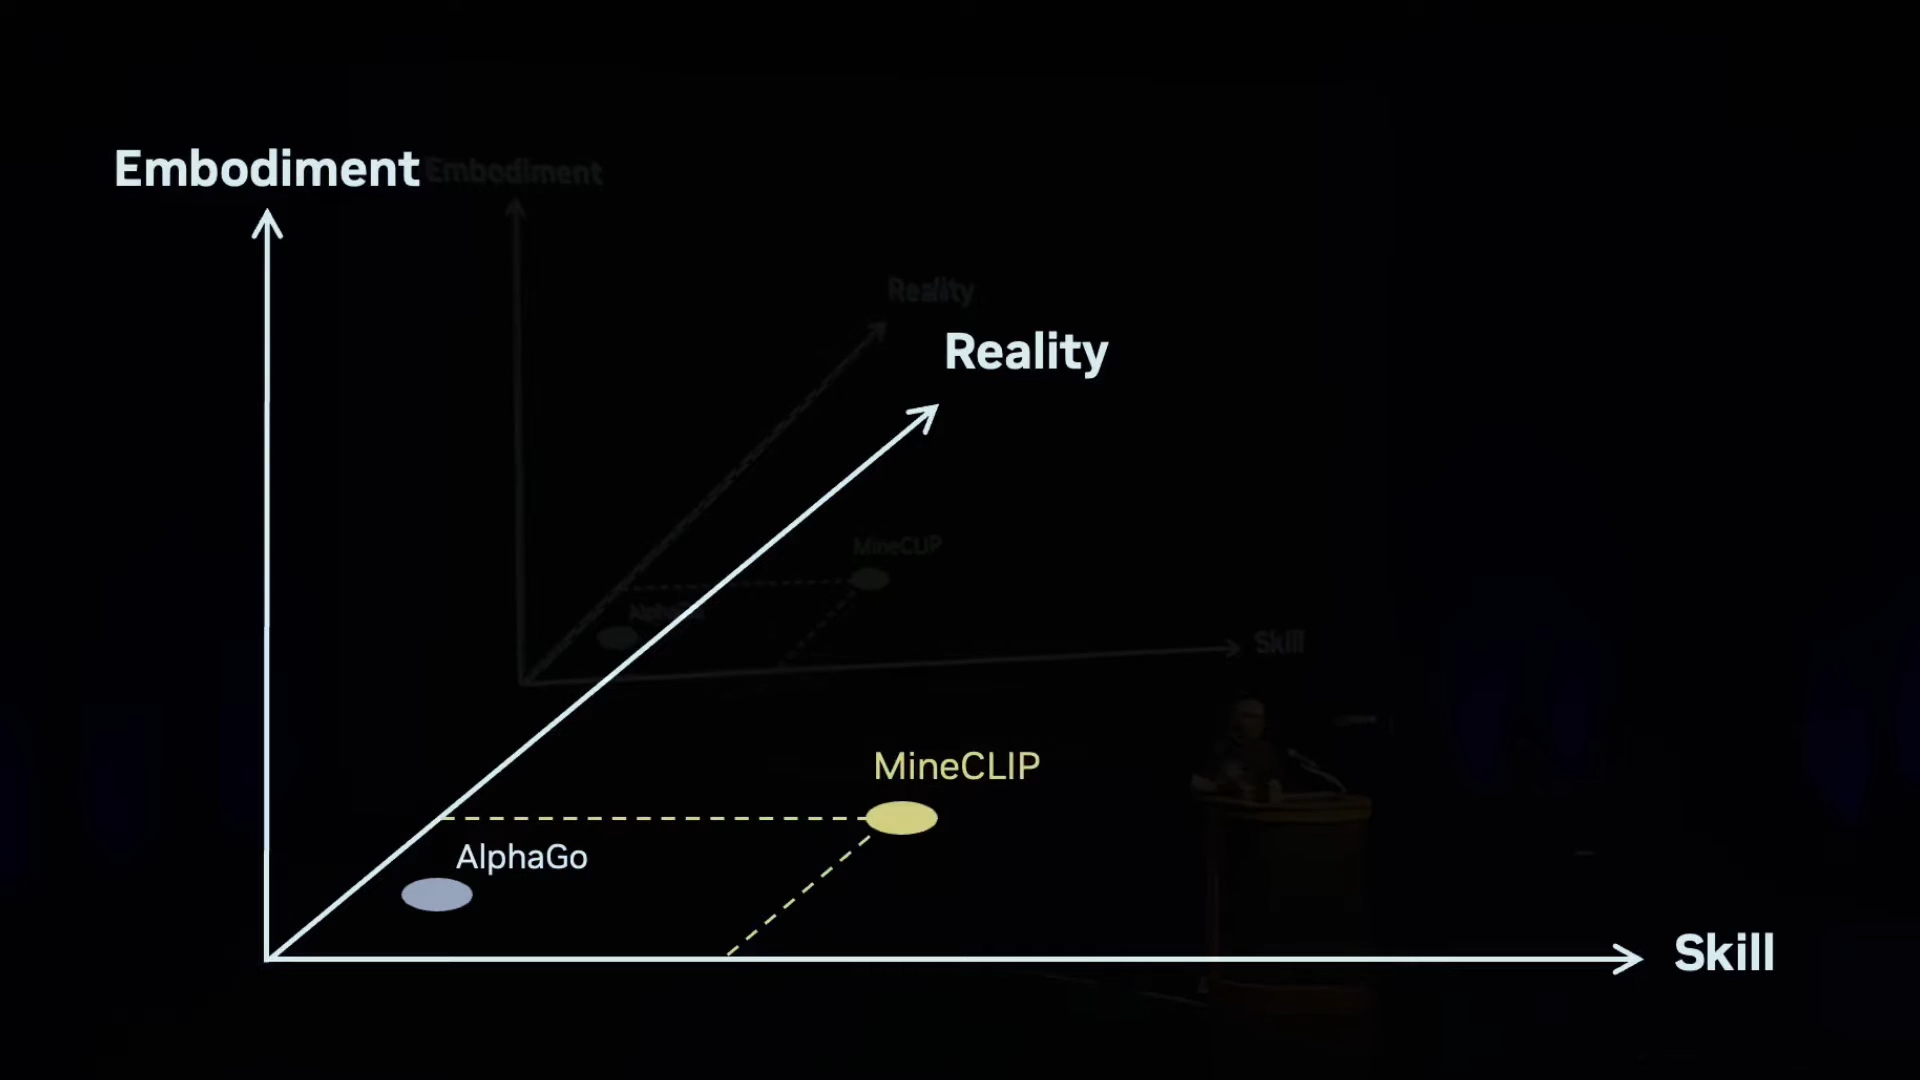 Embodiment
Embodiment
Reality
Reality
MineCLIP
AlphaGo
Skill
MineCLIP
AlphaGo
Skill